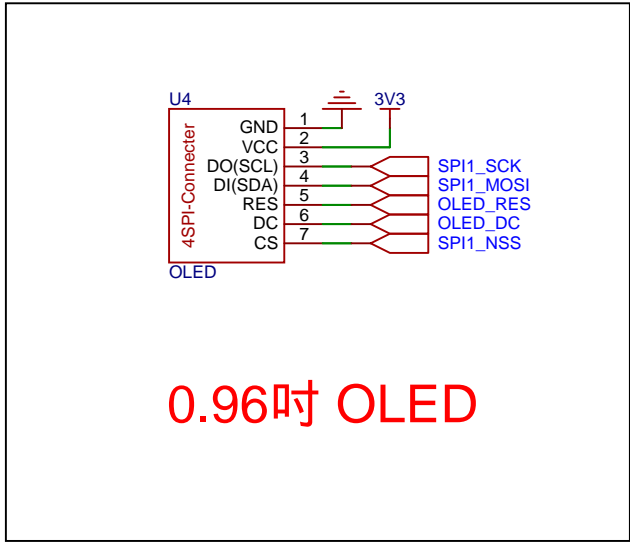 U4
3V3
4SPI-Connecter
GND 1
VCC 2
DO(SCL) 3 SPI1_SCK
DI(SDA) 4 SPI1_MOSI
RES 5 OLED_RES
DC 6 OLED_DC
CS 7 SPI1_NSS
OLED
0.96吋 OLED